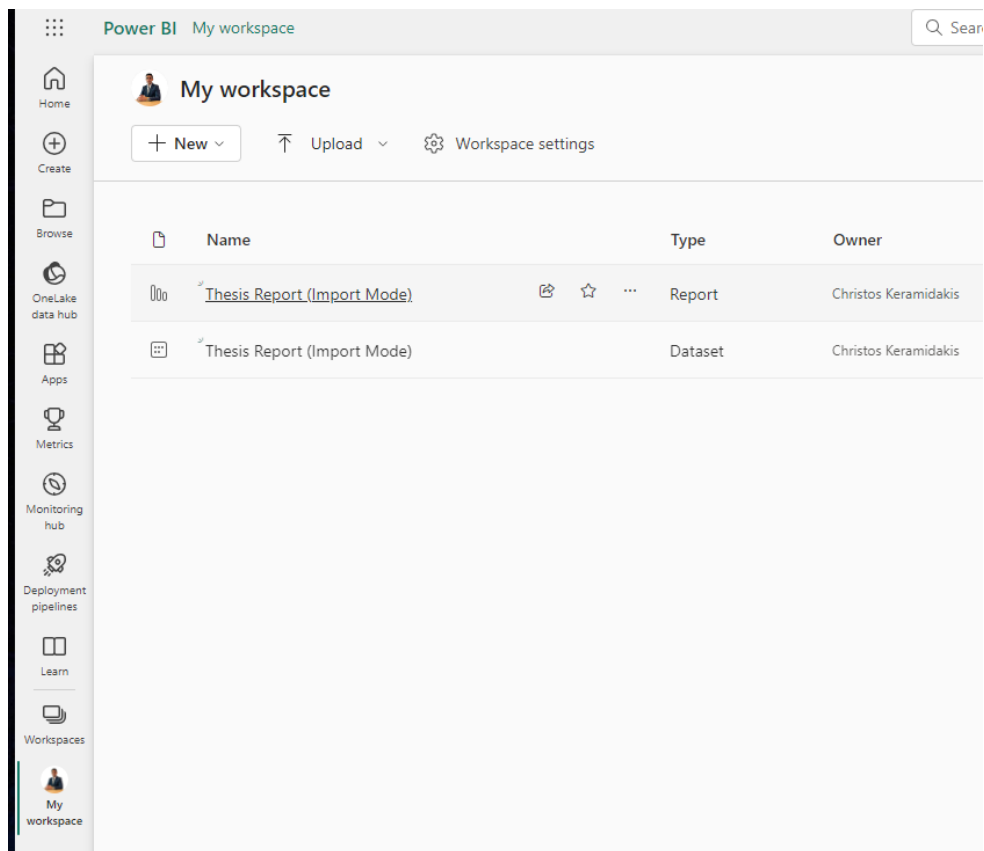 Power BI My workspace
Home
Create
Browse
OneLake
data hub
Apps
Metrics
Monitoring
hub
Deployment
pipelines
Learn
Workspaces
My
workspace
My workspace
New Upload Workspace settings
Name Type Owner
Thesis Report (Import Mode) ... Report Christos Keramidakis
Thesis Report (Import Mode) Dataset Christos Keramidakis